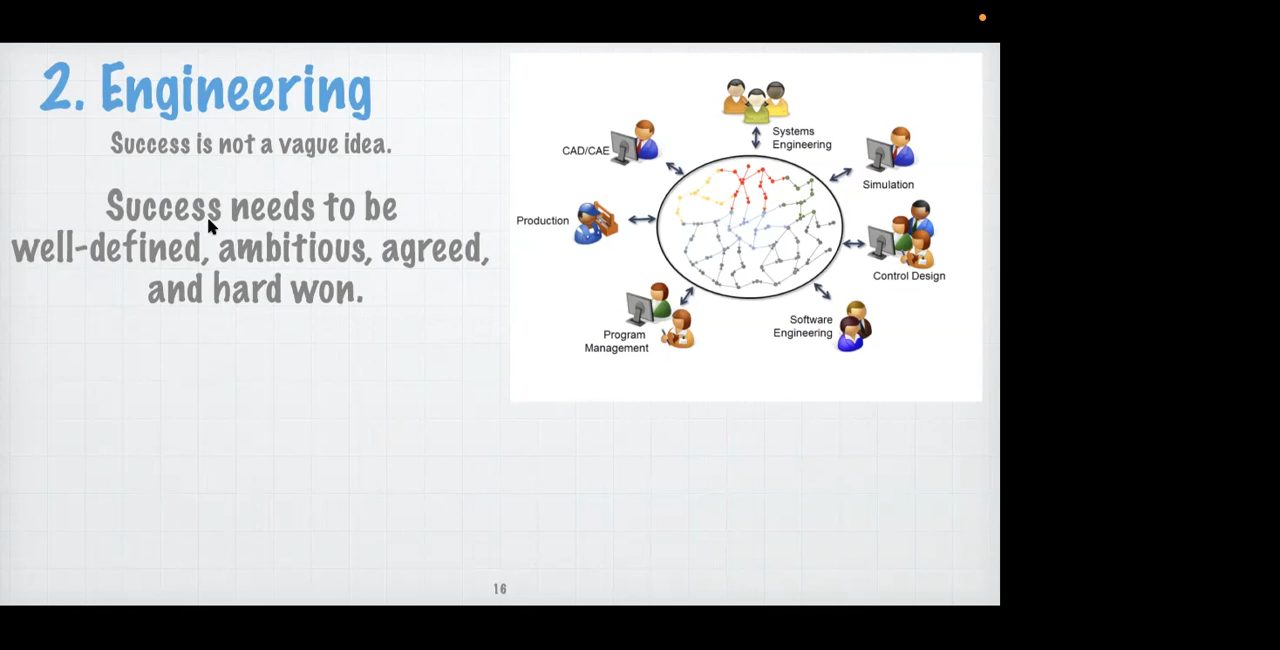 2. Engineering
Success is not a vague idea.
Success needs to be
well-defined, ambitious, agreed,
and hard won.
Systems
Engineering
CAD/CAE
Simulation
Production
Control Design
Software
Engineering
Program
Management
16